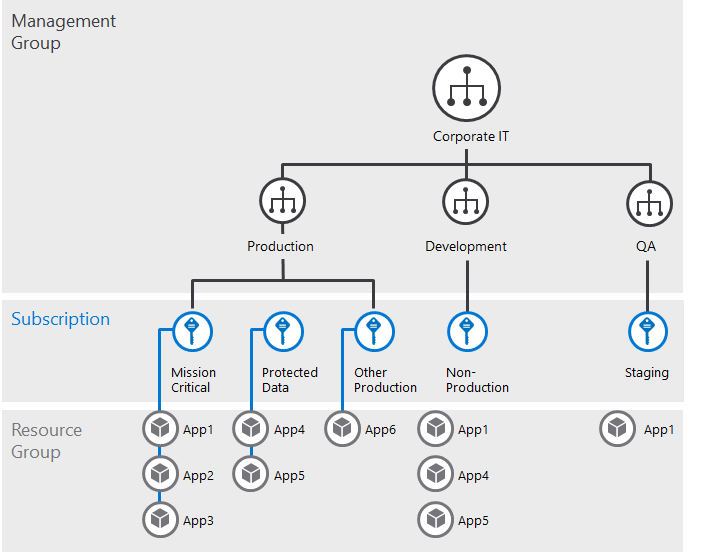 Management
Group
Corporate IT
Production
Development
QA
Subscription
Mission
Critical
Protected
Data
Other
Production
Non-
Production
Staging
Resource
Group
App1
App4
App6
App1
App1
App2
App5
App4
App3
App5